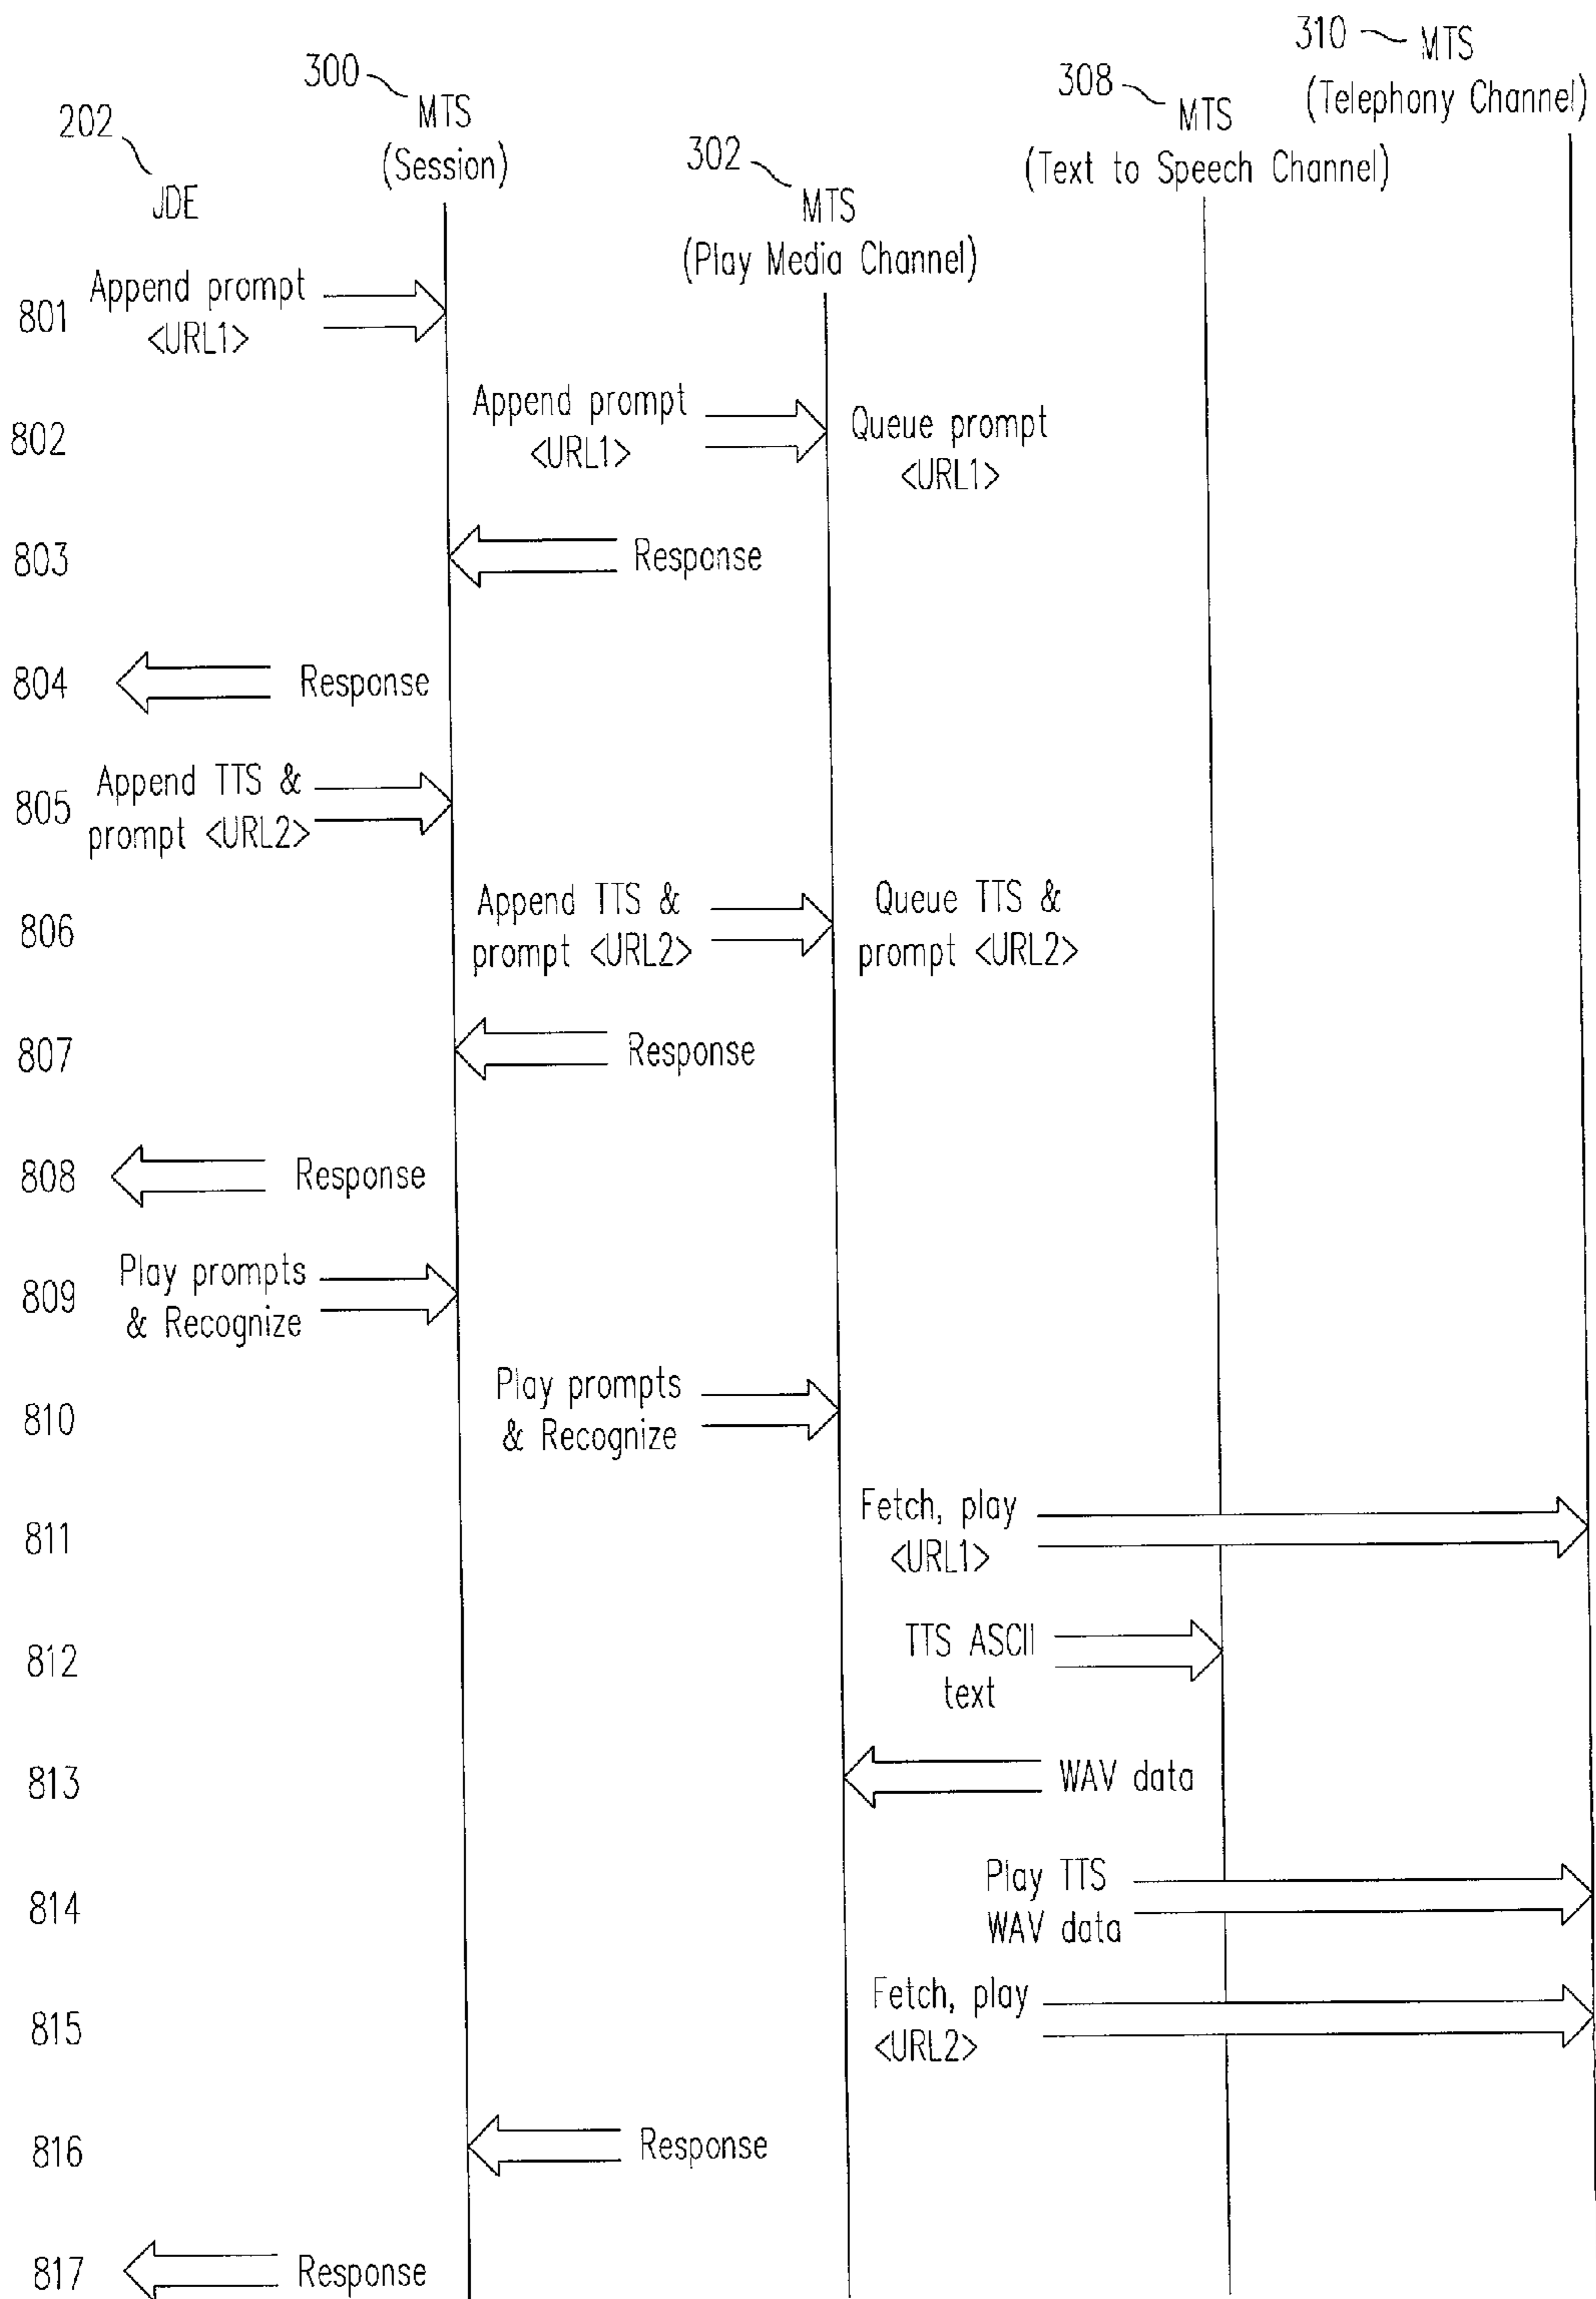 310 MTS
(Telephony Channel)
300 MTS
(Session)
308 MTS
(Text to Speech Channel)
202 JDE
302 MTS
(Play Media Channel)
801 Append prompt
<URL1>
802 Append prompt Queue prompt
<URL1> <URL1>
803 Response
804 Response
805 Append TTS &
prompt <URL2>
806 Append TTS & Queue TTS &
prompt <URL2> prompt <URL2>
807 Response
808 Response
809 Play prompts
& Recognize
810 Play prompts
& Recognize
811 Fetch, play
<URL1>
812 TTS ASCII
text
813 WAV data
814 Play TTS
WAV data
815 Fetch, play
<URL2>
816 Response
817 Response